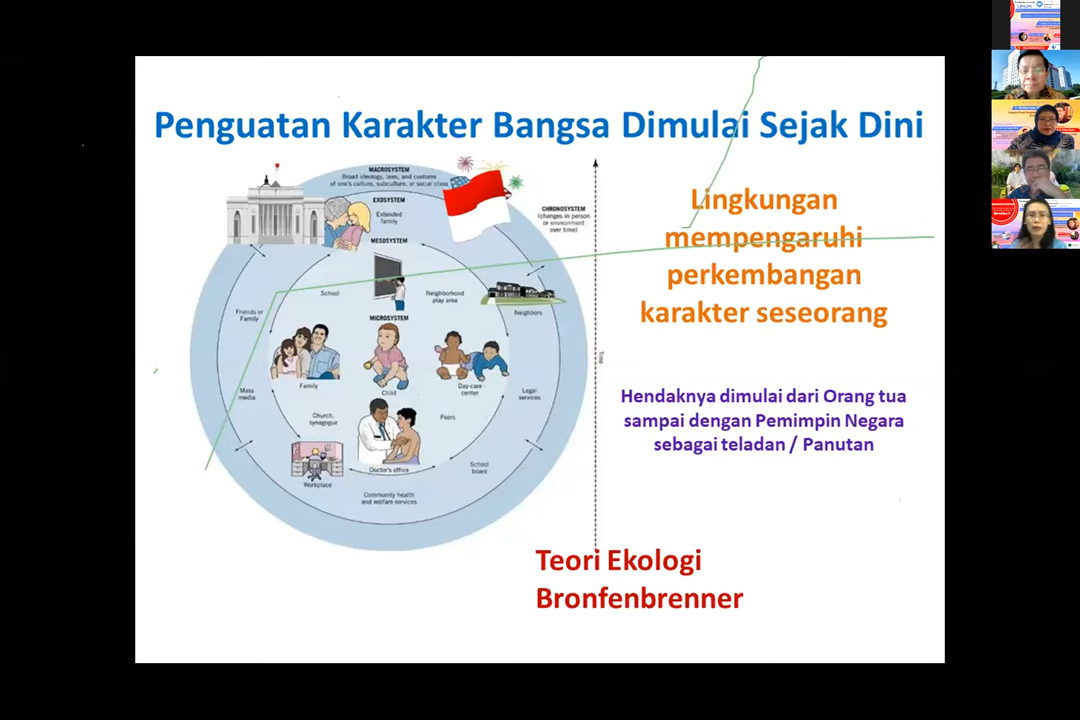 Penguatan Karakter Bangsa Dimulai Sejak Dini
MACROSYSTEM
Broad ideology, laws, and customs
of one's culture, subculture, or social class
EXOSYSTEM
Extended
family
CHRONOSYSTEM
(changes in person
or environment
over time)
MESOSYSTEM
School
Neighborhood
play area
Friends or
Family
Neighbors
MICROSYSTEM
Family
Child
Day-care
center
Time
Mass
media
Legal
services
Church,
synagogue
Peers
Doctor's office
Workplace
School
board
Community health
and welfare services
Lingkungan
mempengaruhi
perkembangan
karakter seseorang
Hendaknya dimulai dari Orang tua
sampai dengan Pemimpin Negara
sebagai teladan / Panutan
Teori Ekologi
Bronfenbrenner